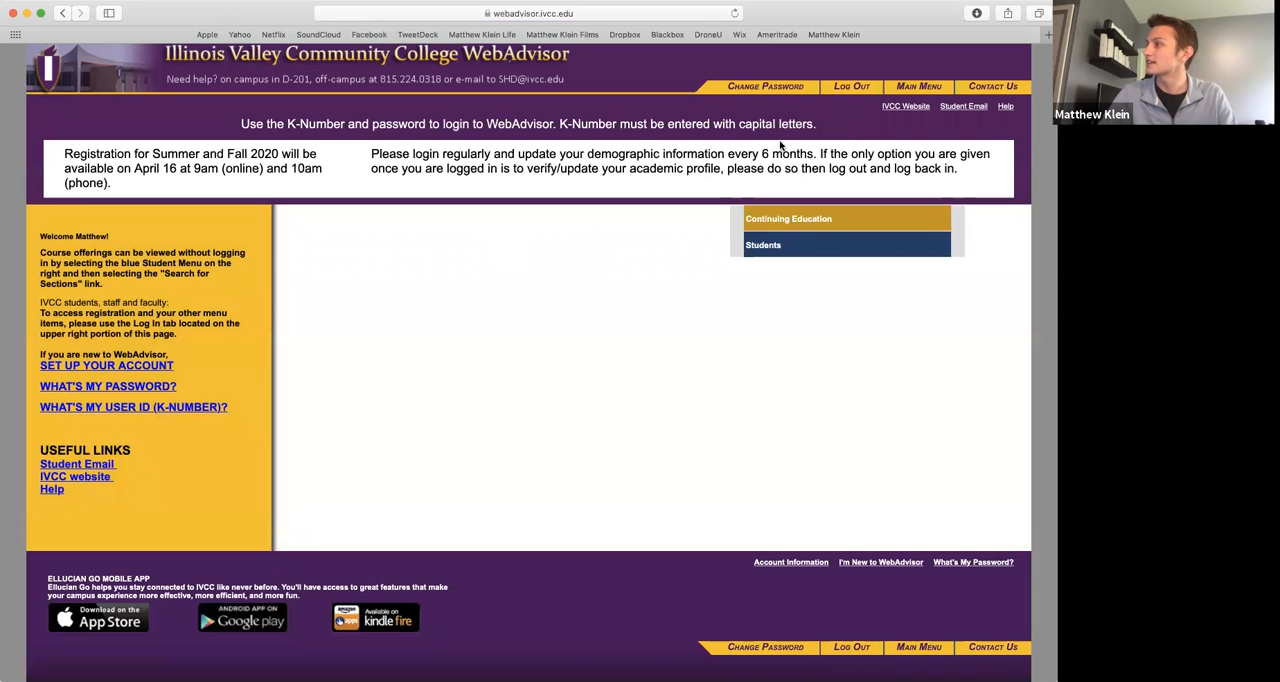 webadvisor.ivcc.edu
Apple Yahoo Netflix SoundCloud Facebook TweetDeck Matthew Klein Life Matthew Klein Films Dropbox Blackbox DroneU Wix Ameritrade Matthew Klein
Illinois Valley Community College WebAdvisor
Need help? on campus in D-201, off-campus at 815.224.0318 or e-mail to SHD@ivcc.edu
CHANGE PASSWORD LOG OUT MAIN MENU CONTACT US
IVCC Website Student Email Help
Matthew Klein
Use the K-Number and password to login to WebAdvisor. K-Number must be entered with capital letters.
Registration for Summer and Fall 2020 will be
available on April 16 at 9am (online) and 10am
(phone).
Please login regularly and update your demographic information every 6 months. If the only option you are given
once you are logged in is to verify/update your academic profile, please do so then log out and log back in.
Continuing Education
Students
Welcome Matthew!
Course offerings can be viewed without logging
in by selecting the blue Student Menu on the
right and then selecting the "Search for
Sections" link.
IVCC students, staff and faculty:
To access registration and your other menu
items, please use the Log In tab located on the
upper right portion of this page.
If you are new to WebAdvisor,
SET UP YOUR ACCOUNT
WHAT'S MY PASSWORD?
WHAT'S MY USER ID (K-NUMBER)?
USEFUL LINKS
Student Email
IVCC website
Help
Account Information I'm New to WebAdvisor What's My Password?
ELLUCIAN GO MOBILE APP
Ellucian Go helps you stay connected to IVCC like never before. You'll have access to great features that make
your campus experience more effective, more efficient, and more fun.
Download on the
App Store
ANDROID APP ON
Google play
amazon
apps
Available on
kindle fire
CHANGE PASSWORD LOG OUT MAIN MENU CONTACT US